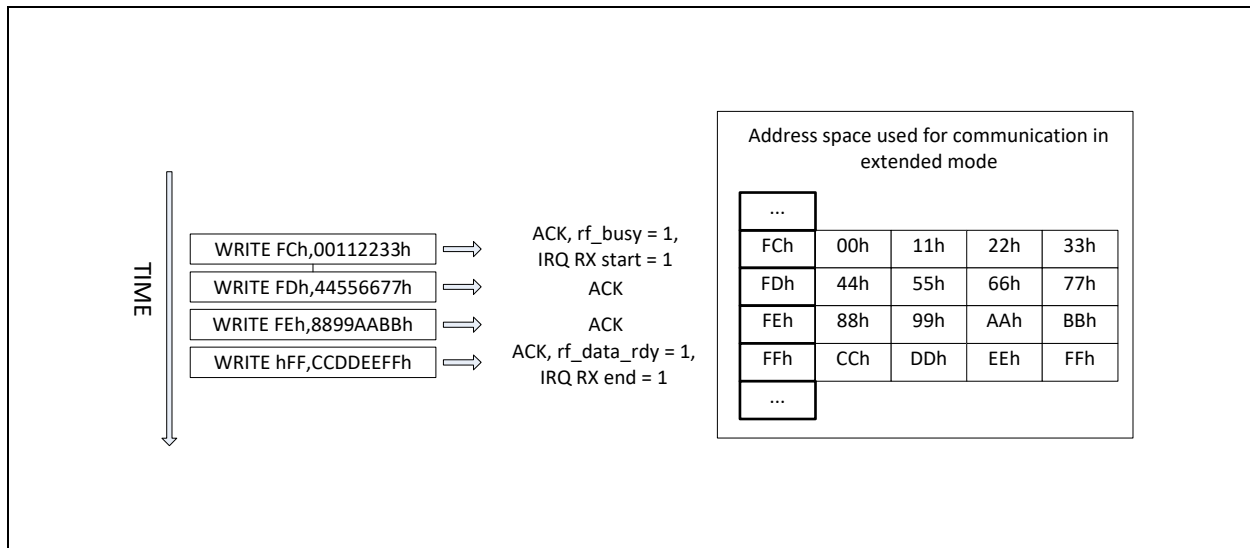 Address space used for communication in
extended mode
...
FCh 00h 11h 22h 33h
FDh 44h 55h 66h 77h
FEh 88h 99h AAh BBh
FFh CCh DDh EEh FFh
...
TIME
WRITE FCh,00112233h
ACK, rf_busy = 1,
IRQ RX start = 1
WRITE FDh,44556677h
ACK
WRITE FEh,8899AABBh
ACK
WRITE hFF,CCDDEEFFh
ACK, rf_data_rdy = 1,
IRQ RX end = 1